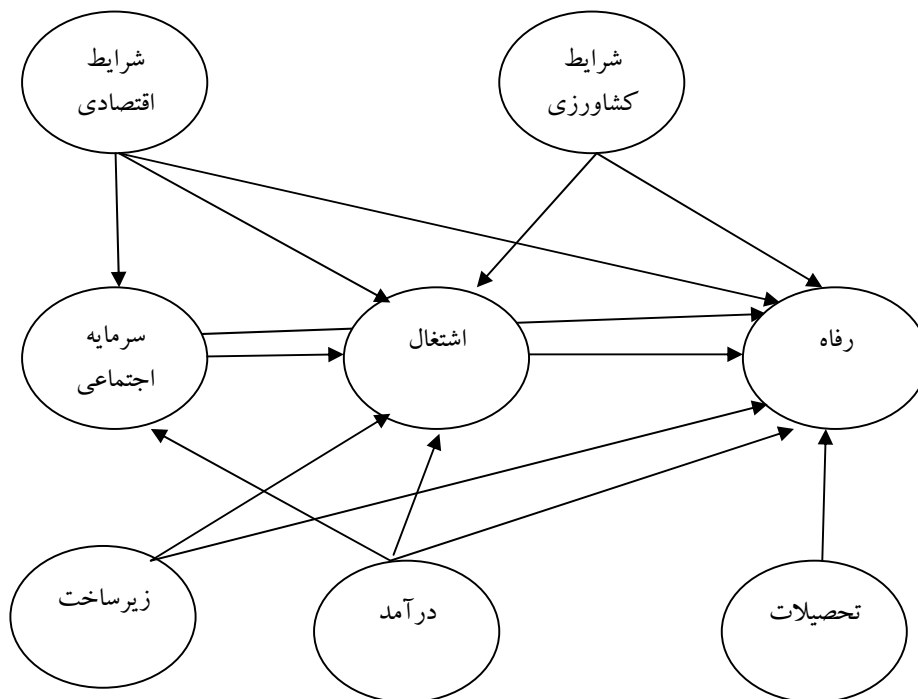 شرایط
کشاورزی
شرایط
اقتصادی
رفاه
اشتغال
سرمایه
اجتماعی
تحصیلات
درآمد
زیرساخت